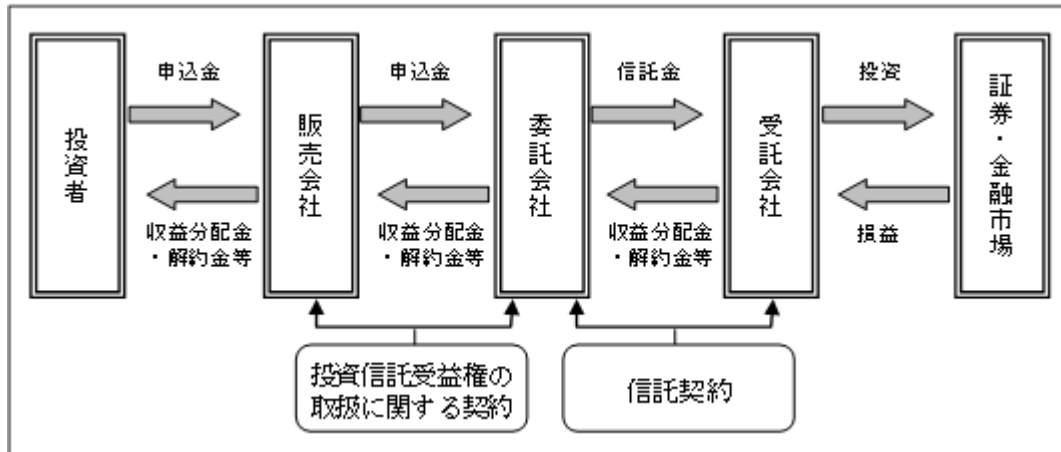 申込金
申込金
信託金
投資
投資者
販売会社
委託会社
受託会社
証券・金融市場
収益分配金
・解約金等
収益分配金
・解約金等
収益分配金
・解約金等
損益
投資信託受益権の
取扱に関する契約
信託契約